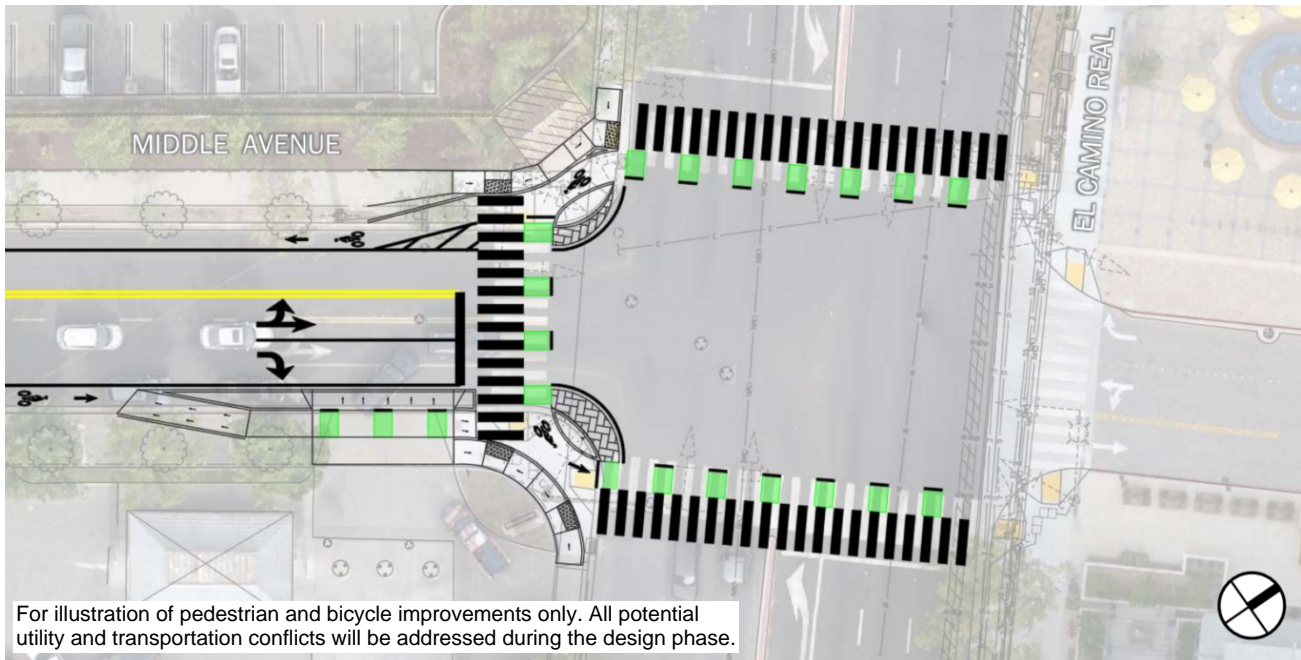 MIDDLE AVENUE
EL CAMINO REAL
For illustration of pedestrian and bicycle improvements only. All potential
utility and transportation conflicts will be addressed during the design phase.